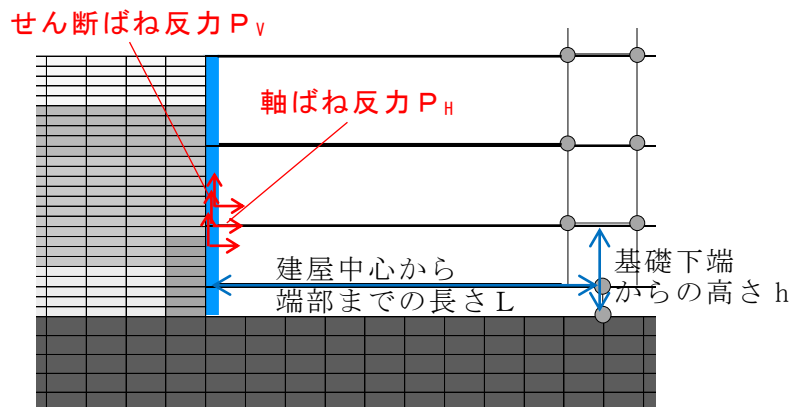 せん断ばね反力ＰV
軸ばね反力ＰH
建屋中心から
端部までの長さＬ
基礎下端
からの高さｈ